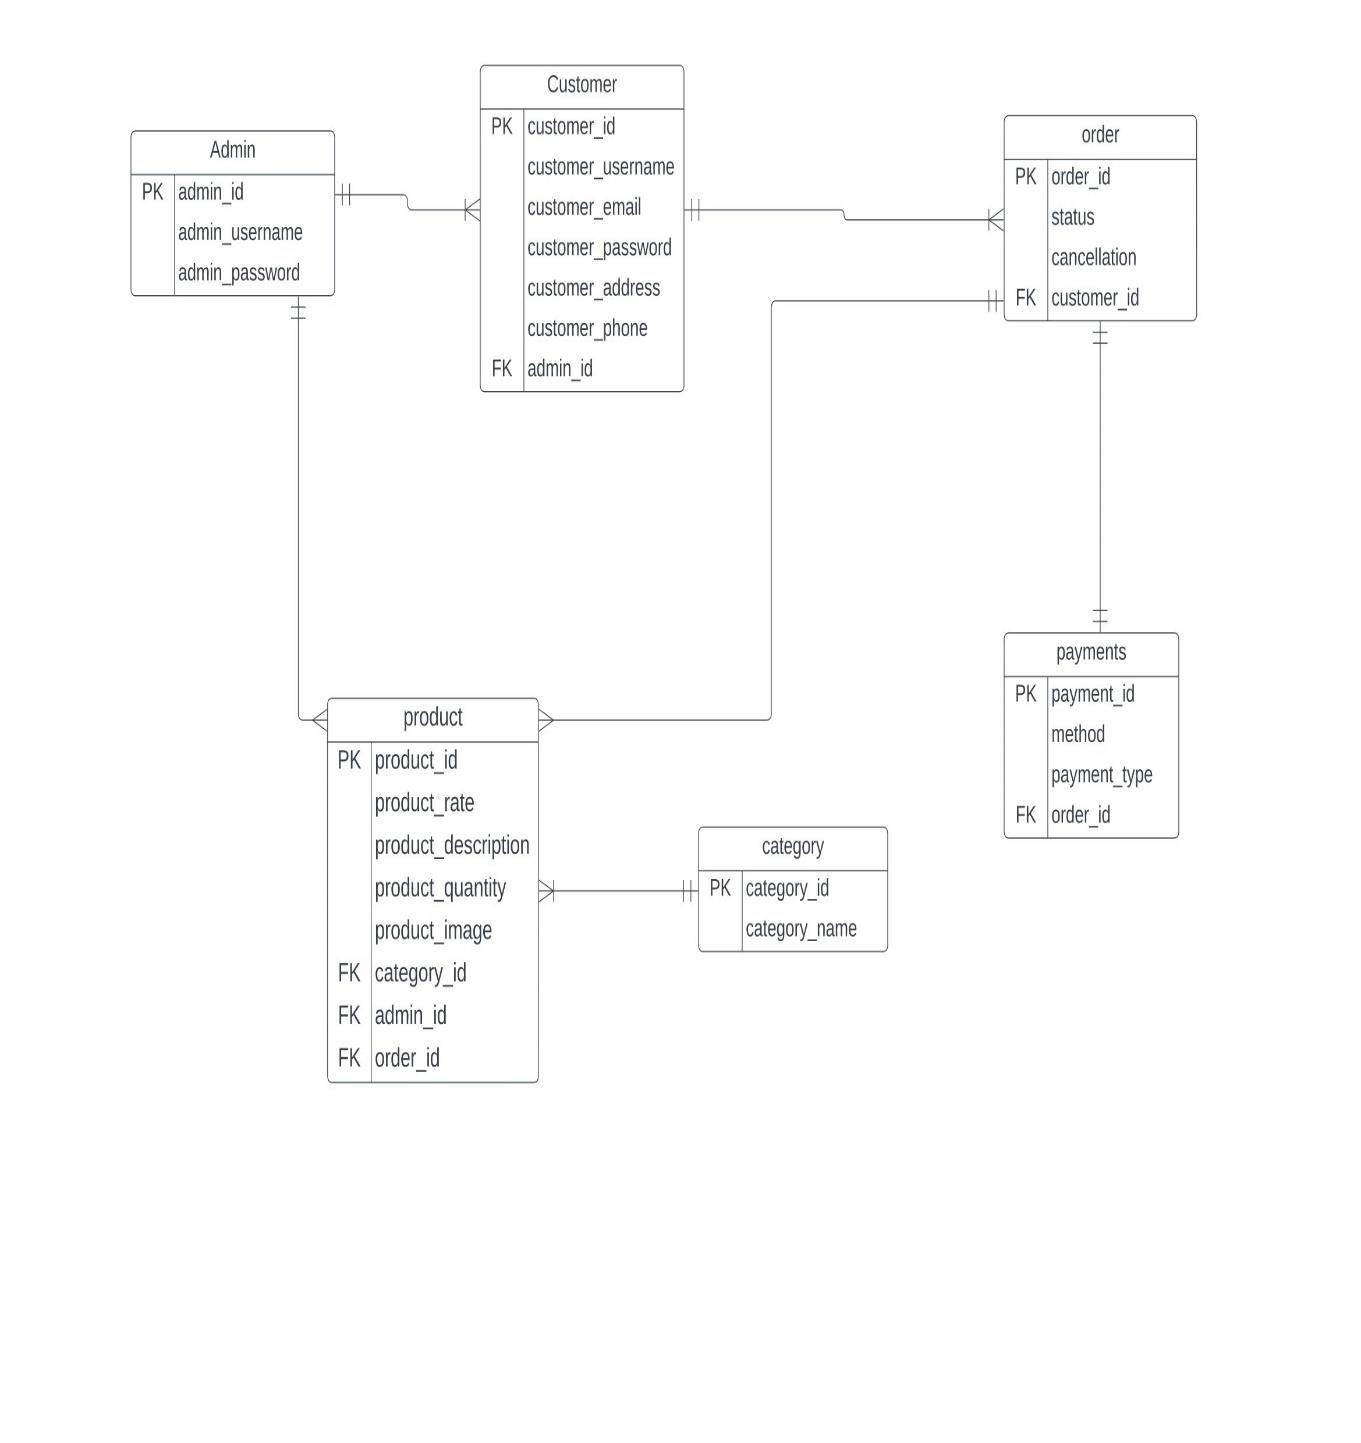 Customer
PK customer_id
customer_username
customer_email
customer_password
customer_address
customer_phone
FK admin_id
Admin
PK admin_id
admin_username
admin_password
order
PK order_id
status
cancellation
FK customer_id
payments
PK payment_id
method
payment_type
FK order_id
product
PK product_id
product_rate
product_description
product_quantity
product_image
FK category_id
FK admin_id
FK order_id
category
PK category_id
category_name